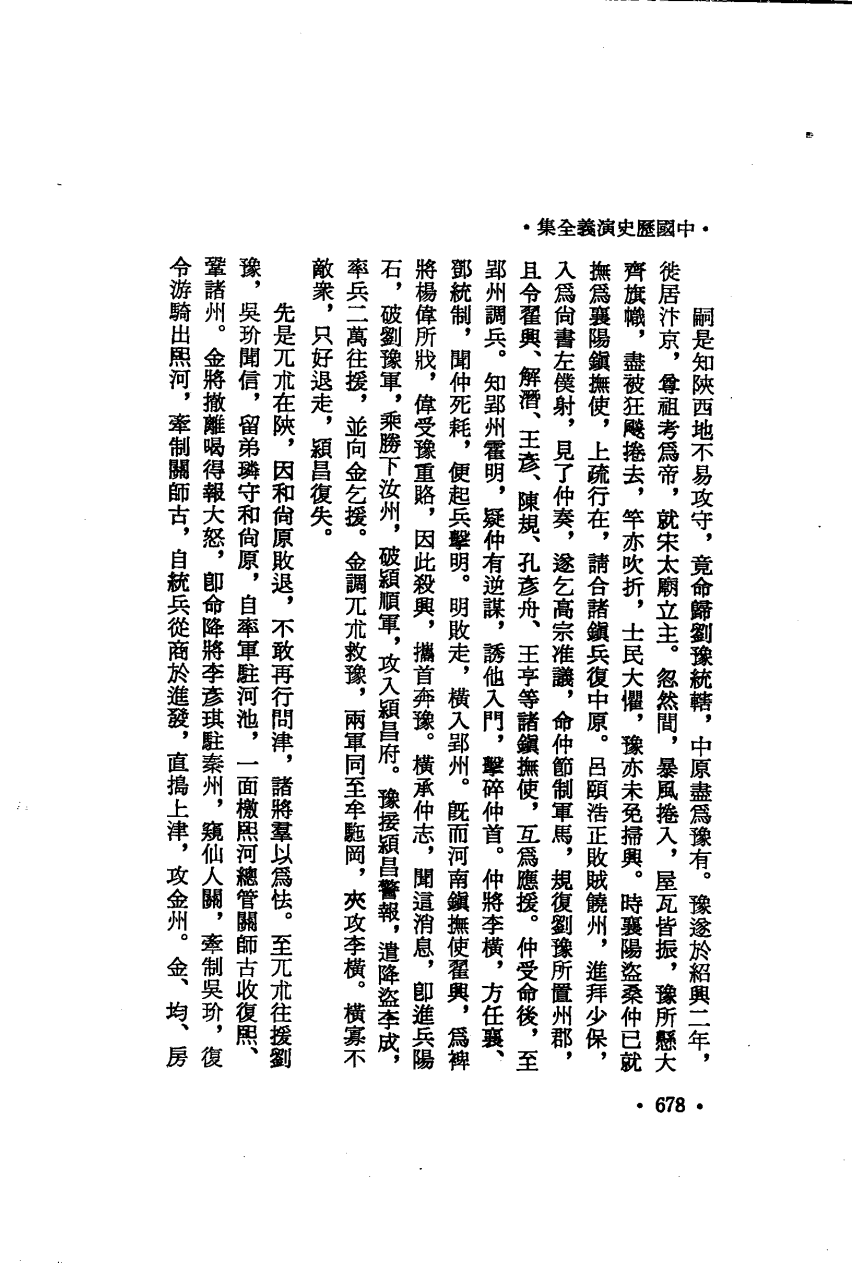 ·中國歷史演義全集·
嗣是知陝西地不易攻守，竟命歸劉豫統轄，中原盡爲豫有。豫遂於紹興二年，
徙居汴京，尊祖考爲帝，就宋太廟立主。忽然間，暴風捲入，屋瓦皆振，豫所懸大
齊旗幟，盡被狂飈捲去，竿亦吹折，士民大懼，豫亦未免掃興。時襄陽盜桑仲已就
撫爲襄陽鎭撫使，上疏行在，請合諸鎭兵復中原。呂頤浩正敗賊饒州，進拜少保，
入爲尙書左僕射，見了仲奏，遂乞高宗准議，命仲節制軍馬，規復劉豫所置州郡，
且令翟興、解潛、王彥、陳規、孔彥舟、王亨等諸鎭撫使，互爲應援。仲受命後，至
郢州調兵。知郢州霍明，疑仲有逆謀，誘他入門，擊碎仲首。仲將李橫，方任襄、
鄧統制，聞仲死耗，便起兵擊明。明敗走，橫入郢州。旣而河南鎭撫使翟興，爲裨
將楊偉所戕，偉受豫重賂，因此殺興，攜首奔豫。橫承仲志，聞這消息，卽進兵陽
石，破劉豫軍，乘勝下汝州，破潁順軍，攻入潁昌府。豫接潁昌警報，遣降盜李成，
率兵二萬往援，並向金乞援。金調兀朮救豫，兩軍同至牟駞岡，夾攻李橫。橫寡不
敵衆，只好退走，潁昌復失。
先是兀朮在陝，因和尙原敗退，不敢再行問津，諸將羣以爲怯。至兀朮往援劉
豫，吳玠聞信，留弟璘守和尙原，自率軍駐河池，一面檄熙河總管關師古收復熙、
鞏諸州。金將撤離喝得報大怒，卽命降將李彥琪駐秦州，窺仙人關，牽制吳玠，復
令游騎出熙河，牽制關師古，自統兵從商於進發，直搗上津，攻金州。金、均、房
·678·